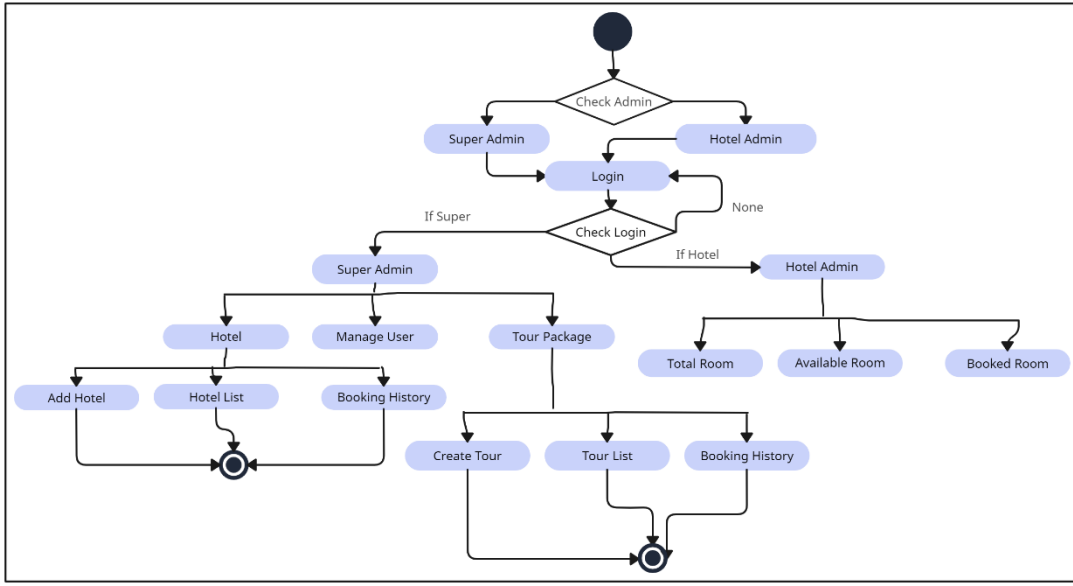 Check Admin
Super Admin
Hotel Admin
Login
None
If Super
Check Login
If Hotel
Super Admin
Hotel Admin
Hotel
Manage User
Tour Package
Total Room
Available Room
Booked Room
Add Hotel
Hotel List
Booking History
Create Tour
Tour List
Booking History